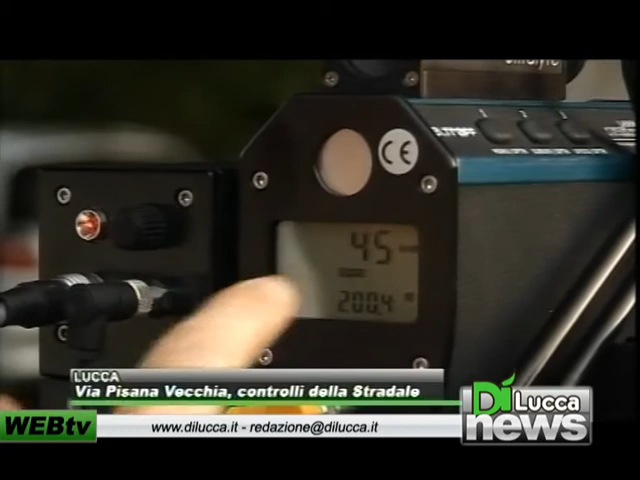 CE
45
200.4
LUCCA
Via Pisana Vecchia, controlli della Stradale
WEBtv
www.dilucca.it - redazione@dilucca.it
Dì LUCCA
news